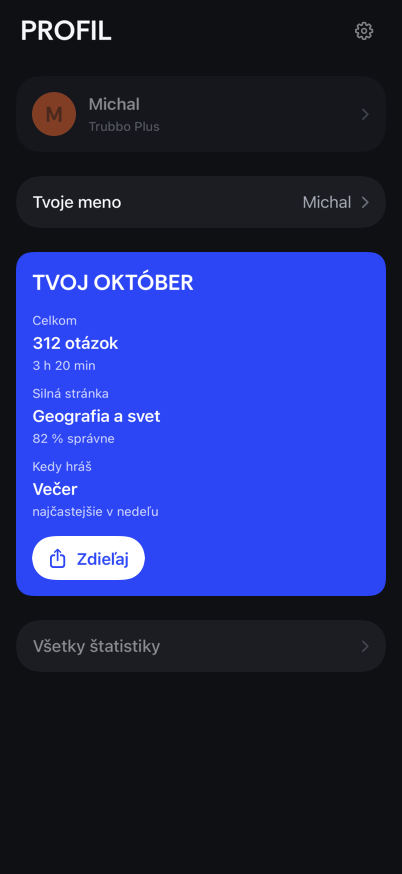 PROFIL
M
Michal
Trubbo Plus
Tvoje meno
Michal
TVOJ OKTÓBER
Celkom
312 otázok
3 h 20 min
Silná stránka
Geografia a svet
82 % správne
Kedy hráš
Večer
najčastejšie v nedeľu
Zdieľaj
Všetky štatistiky